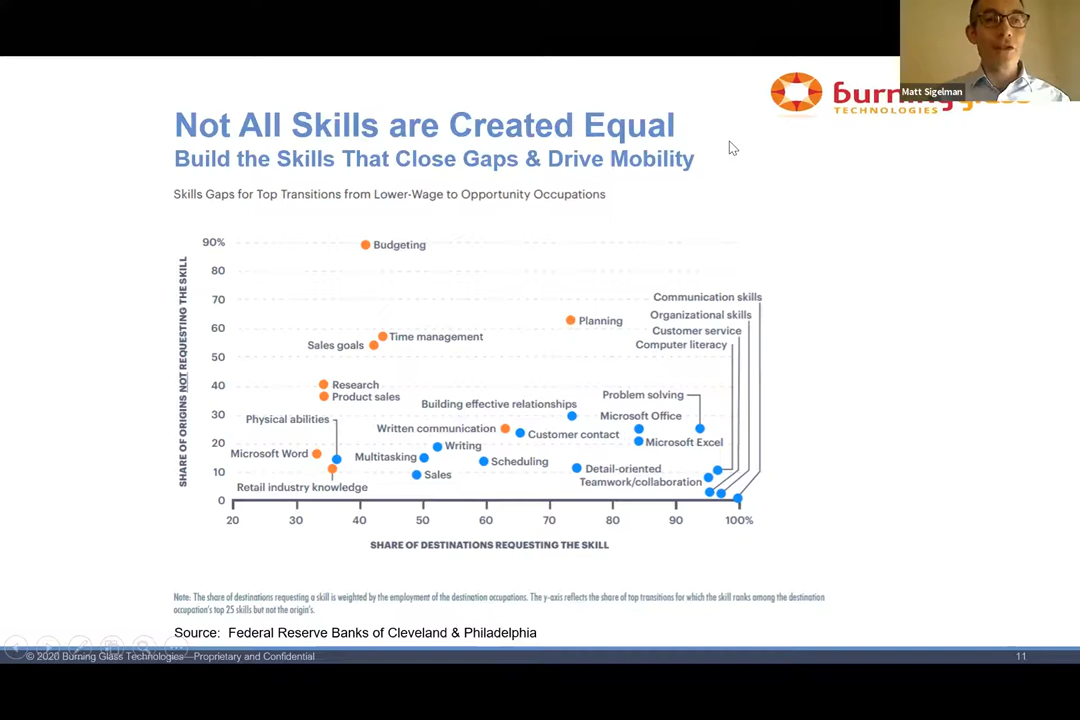 Matt Sigelman
burning glass
TECHNOLOGIES
Not All Skills are Created Equal
Build the Skills That Close Gaps & Drive Mobility
Skills Gaps for Top Transitions from Lower-Wage to Opportunity Occupations
SHARE OF ORIGINS NOT REQUESTING THE SKILL
90%
80
70
60
50
40
30
20
10
0
Budgeting
Communication skills
Organizational skills
Planning
Customer service
Time management
Computer literacy
Sales goals
Research
Product sales
Problem solving
Building effective relationships
Microsoft Office
Physical abilities
Written communication
Customer contact
Microsoft Excel
Writing
Microsoft Word
Multitasking
Scheduling
Detail-oriented
Sales
Teamwork/collaboration
Retail industry knowledge
20 30 40 50 60 70 80 90 100%
SHARE OF DESTINATIONS REQUESTING THE SKILL
Note: The share of destinations requesting a skill is weighted by the employment of the destination occupations. The y-axis reflects the share of top transitions for which the skill ranks among the destination
occupation's top 25 skills but not the origin's.
Source: Federal Reserve Banks of Cleveland & Philadelphia
© 2020 Burning Glass Technologies—Proprietary and Confidential
11